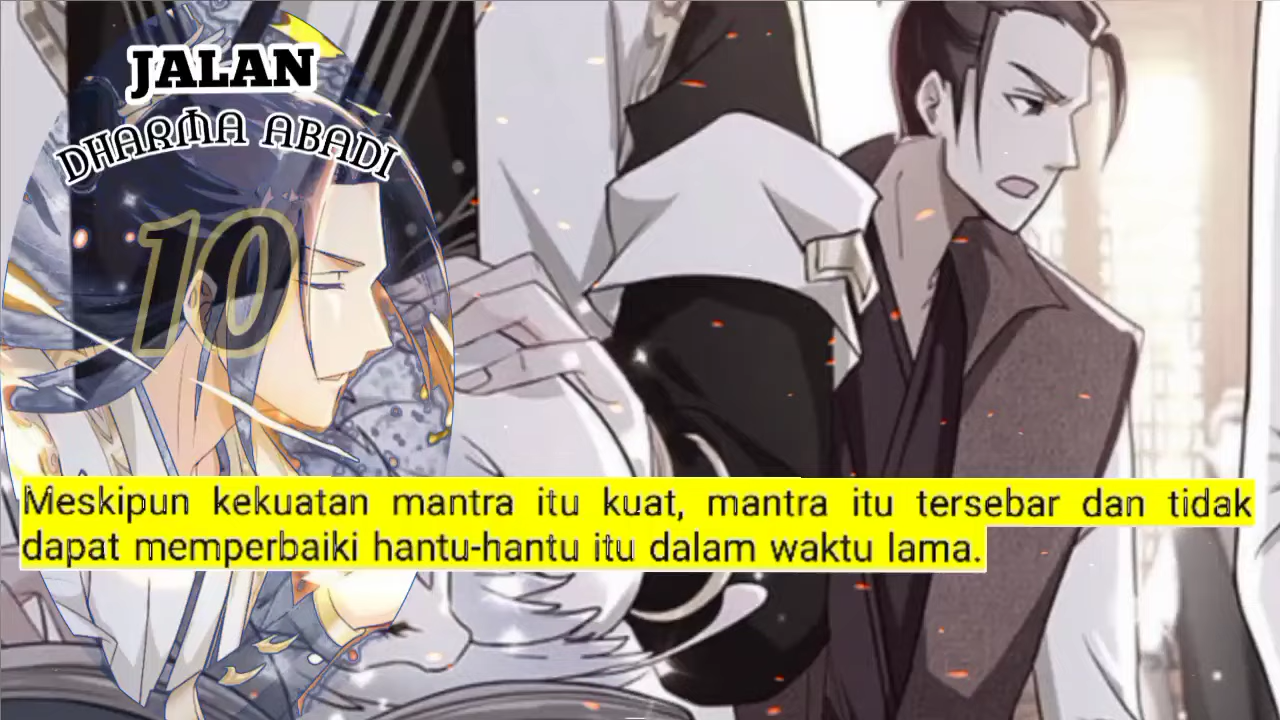 JALAN
DHARMA ABADI
10
Meskipun kekuatan mantra itu kuat, mantra itu tersebar dan tidak
dapat memperbaiki hantu-hantu itu dalam waktu lama.